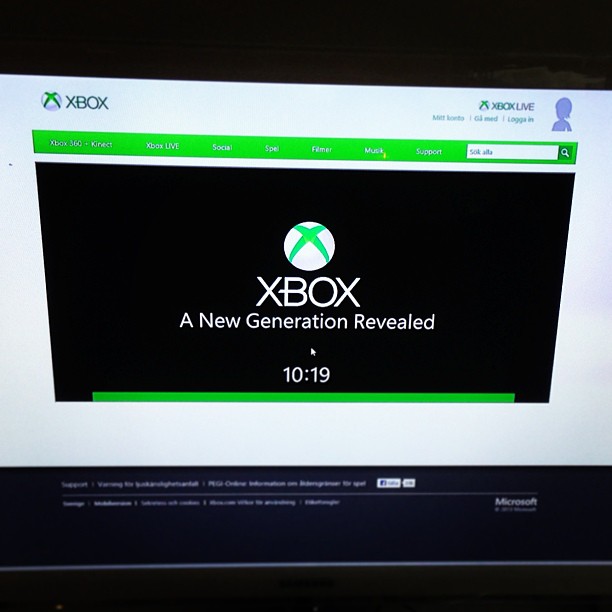 XBOX
XBOX LIVE
Mitt konto | Gå med | Logga in
Xbox 360 + Kinect Xbox LIVE Social Spel Filmer Musik Support Sök alla
XBOX
A New Generation Revealed
10:19
Support | Varning för ljuskänslighetsanfall | PEGI-Online: Information om åldersgränser för spel
Sverige | Mobilversion | Sekretess och cookies | Xbox.com Villkor för användning | Etikettregler
Microsoft
© 2013 Microsoft